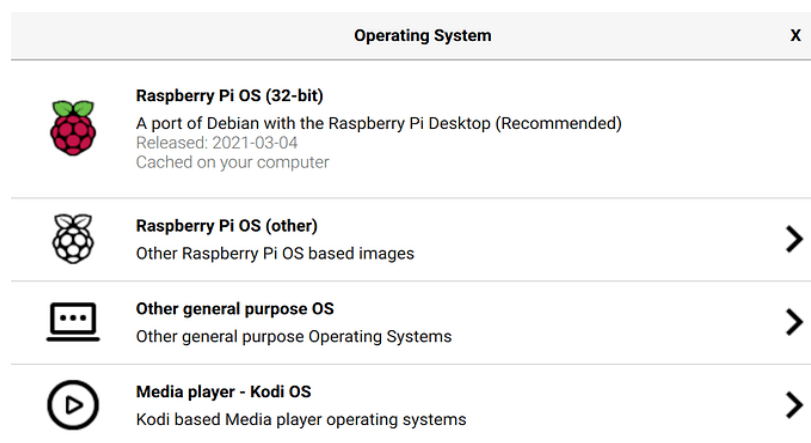 Operating System
X
Raspberry Pi OS (32-bit)
A port of Debian with the Raspberry Pi Desktop (Recommended)
Released: 2021-03-04
Cached on your computer
Raspberry Pi OS (other)
Other Raspberry Pi OS based images
Other general purpose OS
Other general purpose Operating Systems
Media player - Kodi OS
Kodi based Media player operating systems